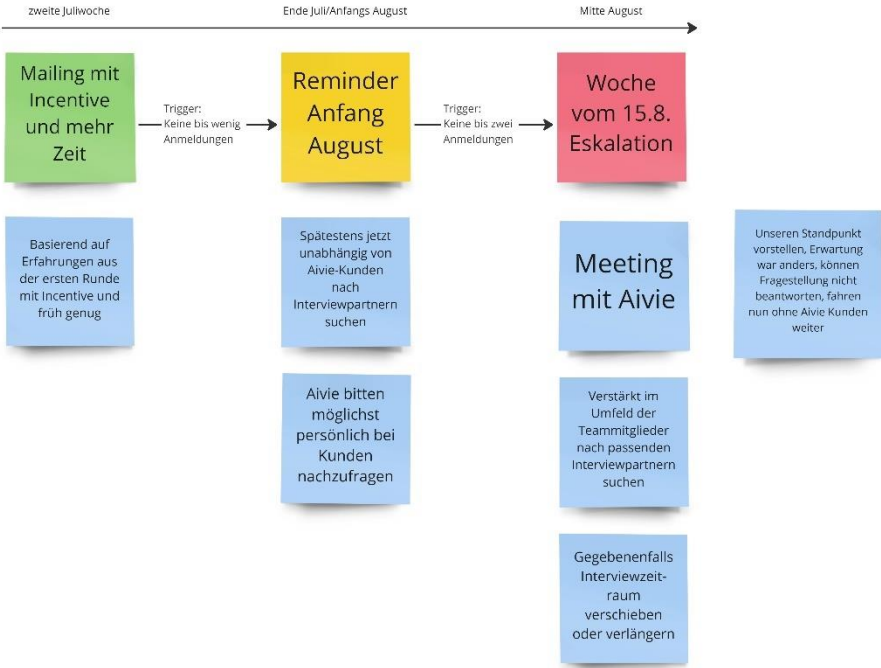 zweite Juliwoche
Ende Juli/Anfangs August
Mitte August
Mailing mit
Incentive
und mehr
Zeit
Trigger:
Keine bis wenig
Anmeldungen
Reminder
Anfang
August
Trigger:
Keine bis zwei
Anmeldungen
Woche
vom 15.8.
Eskalation
Basierend auf
Erfahrungen aus
der ersten Runde
mit Incentive und
früh genug
Spätestens jetzt
unabhängig von
Aivie-Kunden
nach
Interviewpartnern
suchen
Meeting
mit Aivie
Unseren Standpunkt
vorstellen, Erwartung
war anders, können
Fragestellung nicht
beantworten, fahren
nun ohne Aivie Kunden
weiter
Aivie bitten
möglichst
persönlich bei
Kunden
nachzufragen
Verstärkt im
Umfeld der
Teammitglieder
nach passenden
Interviewpartnern
suchen
Gegebenenfalls
Interviewzeit-
raum
verschieben
oder verlängern